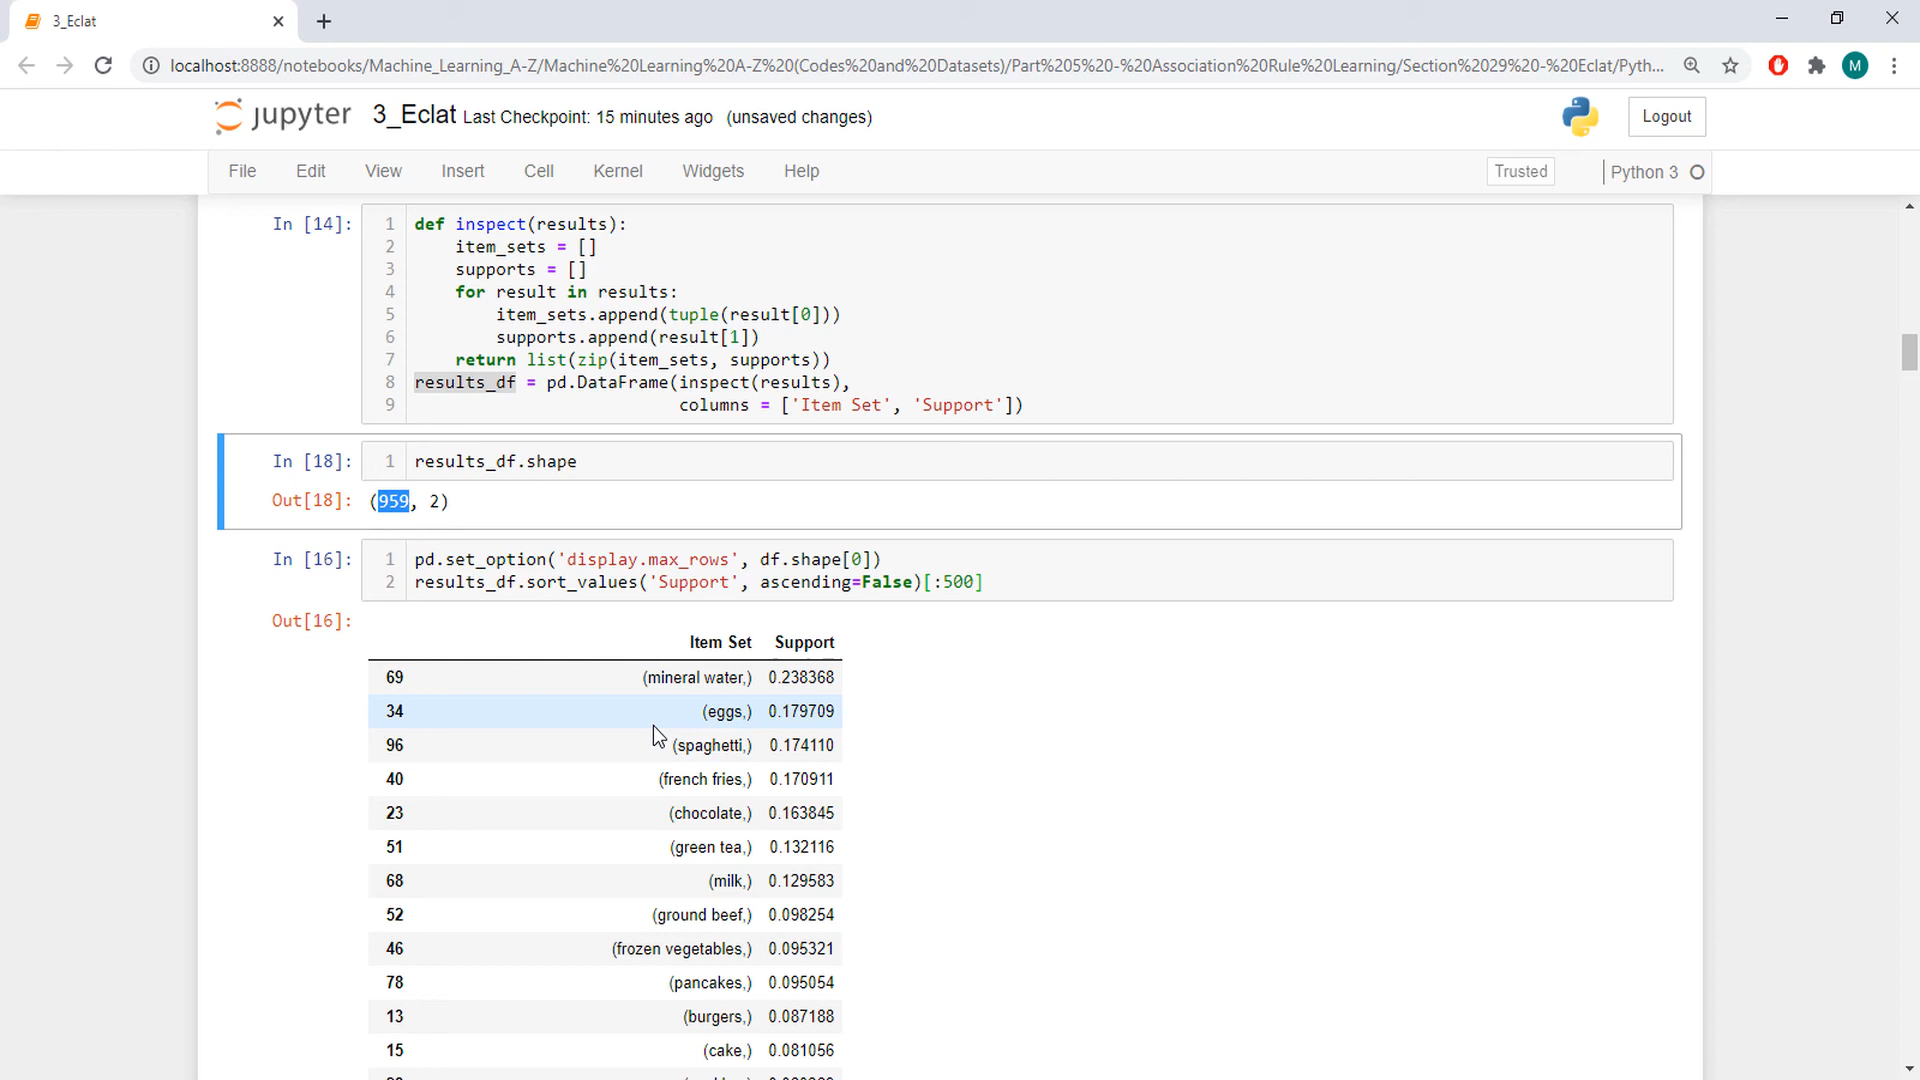 3_Eclat
localhost:8888/notebooks/Machine_Learning_A-Z/Machine%20Learning%20A-Z%20(Codes%20and%20Datasets)/Part%205%20-%20Association%20Rule%20Learning/Section%2029%20-%20Eclat/Pyth...
M
jupyter 3_Eclat Last Checkpoint: 15 minutes ago (unsaved changes)
Logout
File Edit View Insert Cell Kernel Widgets Help
Trusted
Python 3
In [14]:
1 def inspect(results):
2     item_sets = []
3     supports = []
4     for result in results:
5         item_sets.append(tuple(result[0]))
6         supports.append(result[1])
7     return list(zip(item_sets, supports))
8 results_df = pd.DataFrame(inspect(results),
9                           columns = ['Item Set', 'Support'])
In [18]:
1 results_df.shape
Out[18]: (959, 2)
In [16]:
1 pd.set_option('display.max_rows', df.shape[0])
2 results_df.sort_values('Support', ascending=False)[:500]
Out[16]:
Item Set Support
69 (mineral water,) 0.238368
34 (eggs,) 0.179709
96 (spaghetti,) 0.174110
40 (french fries,) 0.170911
23 (chocolate,) 0.163845
51 (green tea,) 0.132116
68 (milk,) 0.129583
52 (ground beef,) 0.098254
46 (frozen vegetables,) 0.095321
78 (pancakes,) 0.095054
13 (burgers,) 0.087188
15 (cake,) 0.081056